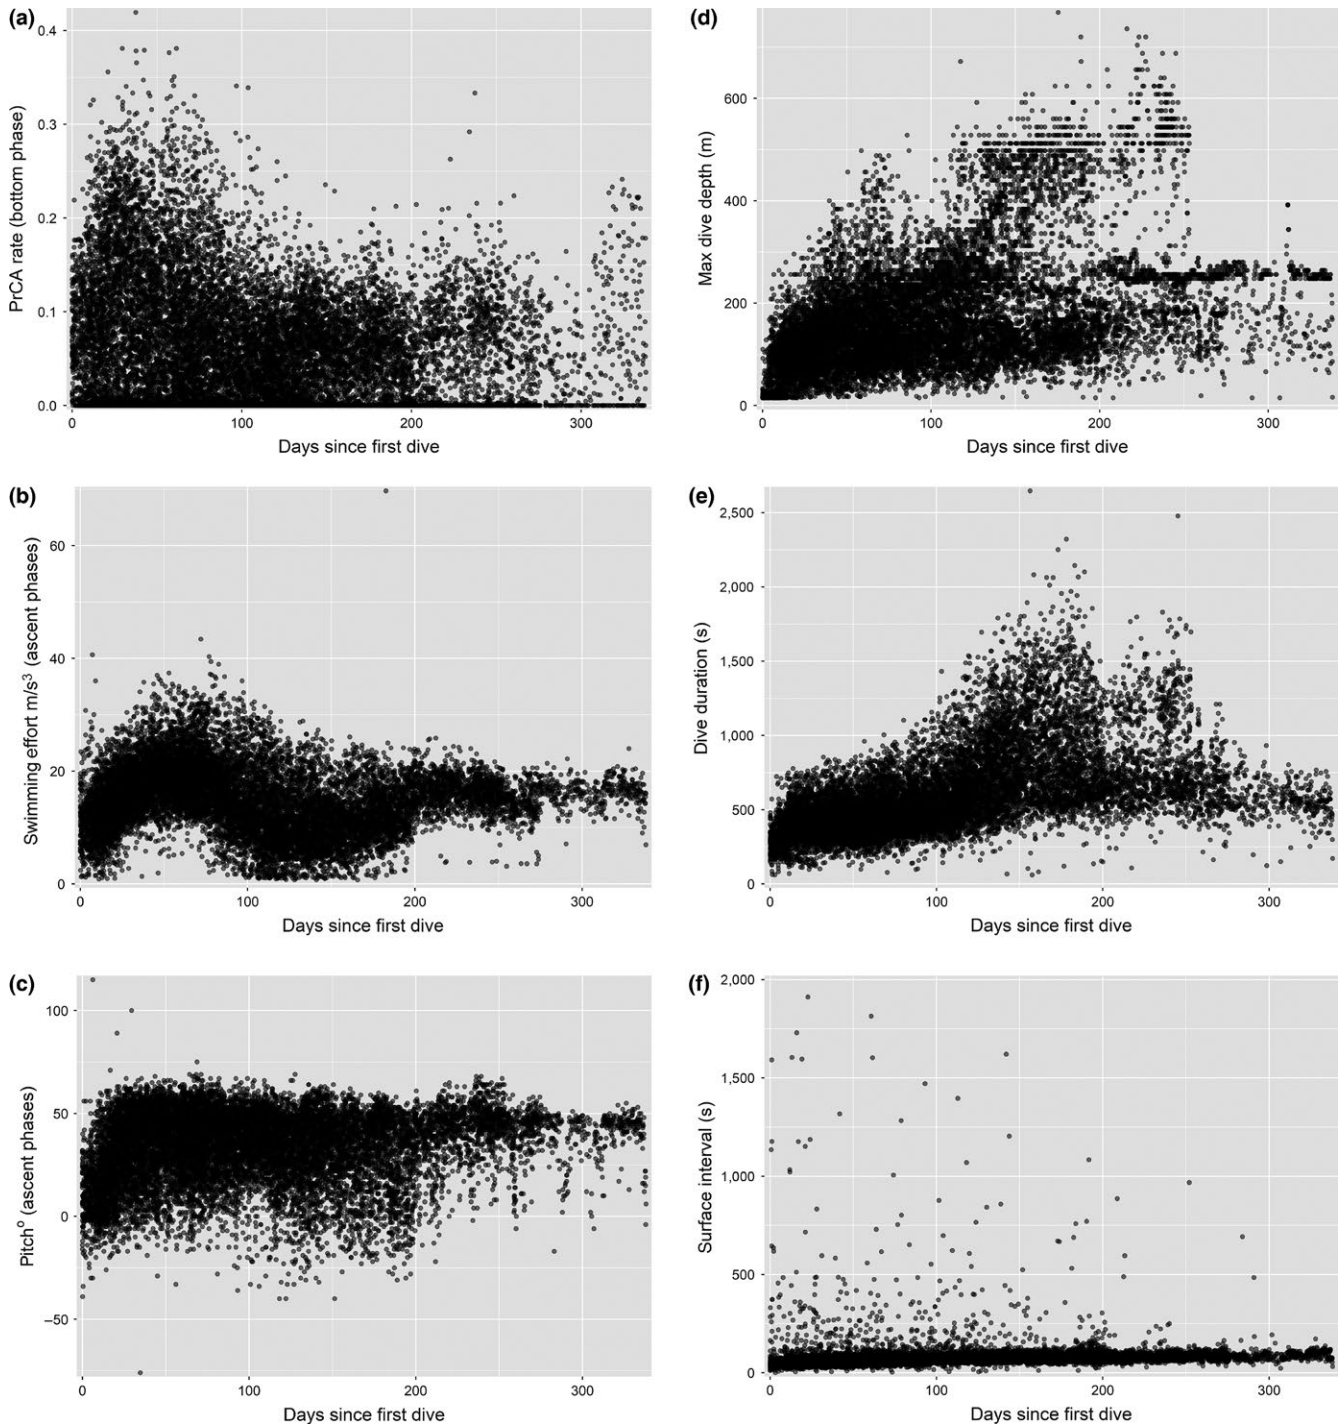 (a)
0.4
0.3
0.2
0.1
0.0
PrCA rate (bottom phase)
0 100 200 300
Days since first dive
(b)
60
40
20
0
Swimming effort m/s³ (ascent phases)
0 100 200 300
Days since first dive
(c)
100
50
0
–50
Pitch° (ascent phases)
0 100 200 300
Days since first dive
(d)
600
400
200
0
Max dive depth (m)
0 100 200 300
Days since first dive
(e)
2,500
2,000
1,500
1,000
500
0
Dive duration (s)
0 100 200 300
Days since first dive
(f)
2,000
1,500
1,000
500
0
Surface interval (s)
0 100 200 300
Days since first dive